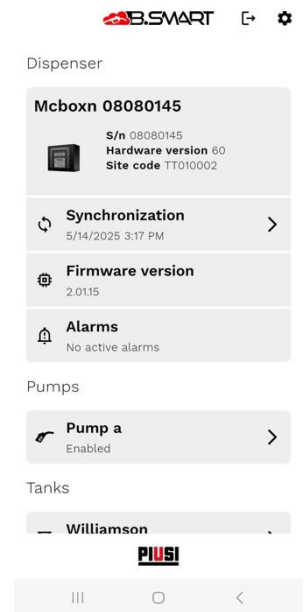 B.SMART
Dispenser
Mcboxn 08080145
S/n 08080145
Hardware version 60
Site code TT010002
Synchronization
5/14/2025 3:17 PM
Firmware version
2.01.15
Alarms
No active alarms
Pumps
Pump a
Enabled
Tanks
Williamson
PIUSI